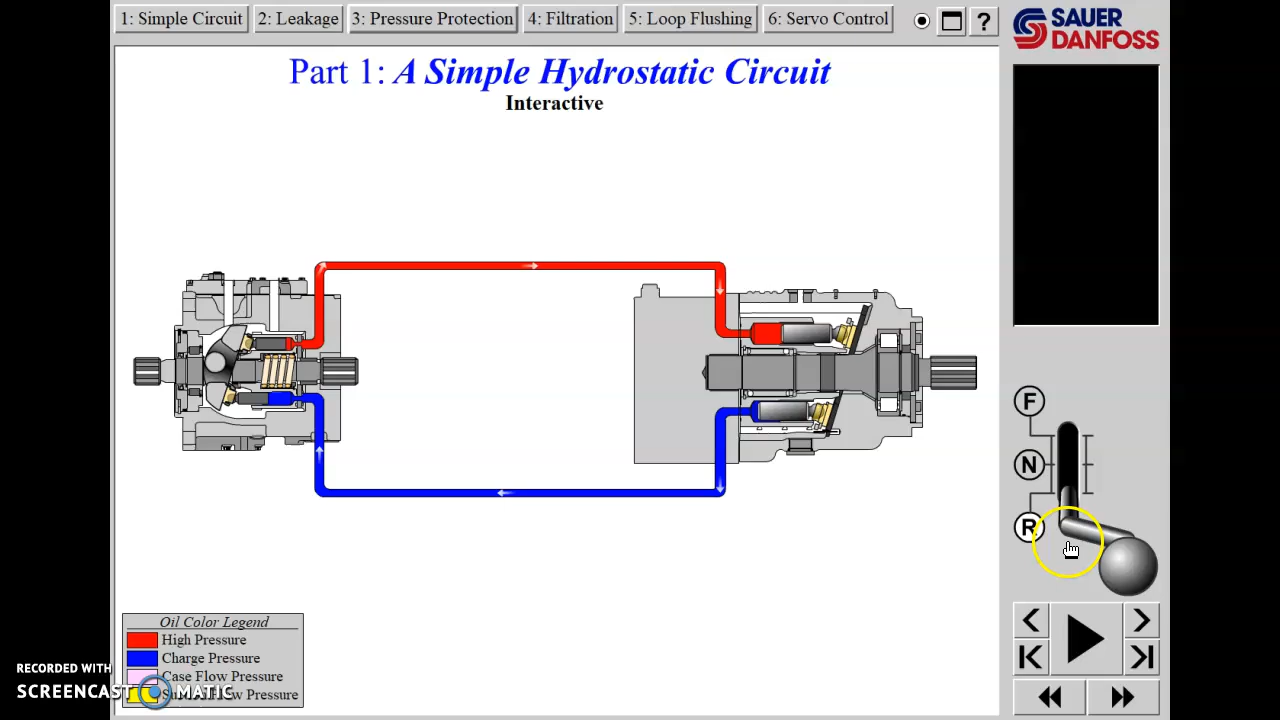 1: Simple Circuit
2: Leakage
3: Pressure Protection
4: Filtration
5: Loop Flushing
6: Servo Control
?
SAUER
DANFOSS
Part 1: A Simple Hydrostatic Circuit
Interactive
F
N
R
Oil Color Legend
High Pressure
Charge Pressure
Case Flow Pressure
Flow Pressure
RECORDED WITH
SCREENCAST MATIC